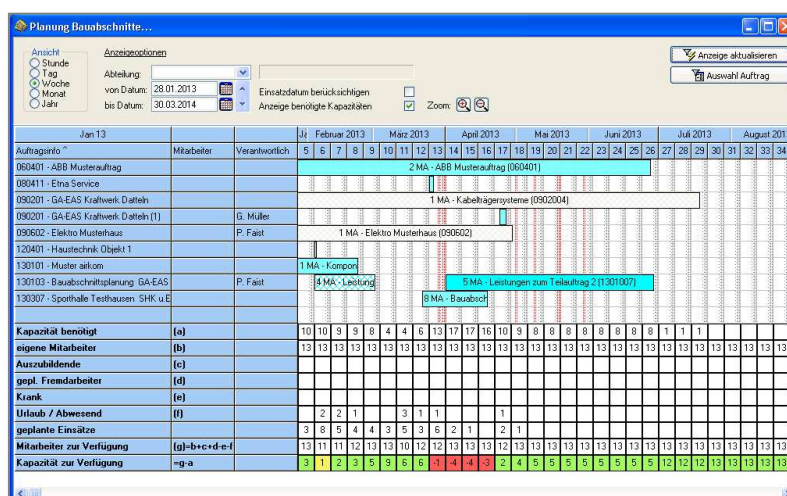 Planung Bauabschnitte...
Ansicht
Stunde
Tag
Woche
Monat
Jahr
Anzeigeoptionen
Abteilung:
von Datum: 28.01.2013
bis Datum: 30.03.2014
Einsatzdatum berücksichtigen
Anzeige benötigte Kapazitäten
Zoom:
Anzeige aktualisieren
Auswahl Auftrag
Jan 13 Februar 2013 März 2013 April 2013 Mai 2013 Juni 2013 Juli 2013 August 2013
Auftragsinfo ^ Mitarbeiter Verantwortlich 5 6 7 8 9 10 11 12 13 14 15 16 17 18 19 20 21 22 23 24 25 26 27 28 29 30 31 32 33 34
060401 - ABB Musterauftrag 2 MA - ABB Musterauftrag (060401)
080411 - Etna Service
090201 - GA-EAS Kraftwerk Datteln 1 MA - Kabelträgersysteme (0902004)
090201 - GA-EAS Kraftwerk Datteln (1) G. Müller
090602 - Elektro Musterhaus P. Faist 1 MA - Elektro Musterhaus (090602)
120401 - Haustechnik Objekt 1
130101 - Muster airkom 1 MA - Kompon
130103 - Bauabschnittsplanung GA-EAS P. Faist 4 MA - Leistung 5 MA - Leistungen zum Teilauftrag 2 (1301007)
130307 - Sporthalle Testhausen SHK u.E 8 MA - Bauabsch
Kapazität benötigt (a) 10 10 9 9 8 4 4 6 13 17 17 16 10 9 8 8 8 8 8 8 8 8 1 1 1
eigene Mitarbeiter (b) 13 13 13 13 13 13 13 13 13 13 13 13 13 13 13 13 13 13 13 13 13 13 13 13 13 13 13 13 13 13
Auszubildende (c)
gepl. Fremdarbeiter (d)
Krank (e)
Urlaub / Abwesend (f) 2 2 1 3 1 1 1
geplante Einsätze 3 8 5 4 4 3 5 3 6 2 1 2 1
Mitarbeiter zur Verfügung (g)=b+c+d-e-f 13 11 11 12 13 13 10 12 12 13 13 13 12 13 13 13 13 13 13 13 13 13 13 13 13 13 13 13 13 13
Kapazität zur Verfügung =g-a 3 1 2 3 5 9 6 6 -1 -4 -4 -3 2 4 5 5 5 5 5 5 5 5 12 12 12 13 13 13 13 13